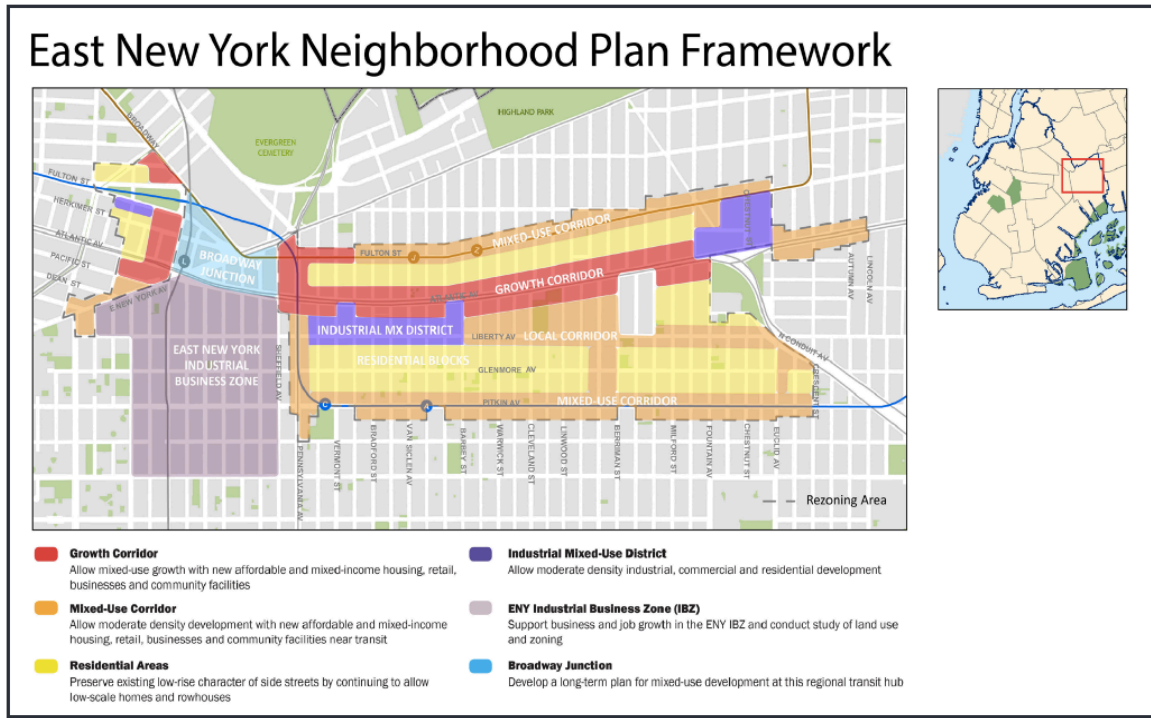 East New York Neighborhood Plan Framework
HIGHLAND PARK
BROADWAY
EVERGREEN
CEMETERY
FULTON ST
HERKIMER ST
ATLANTIC AV
PACIFIC ST
DEAN ST
E NEW YORK AV
L
BROADWAY
JUNCTION
CHESTNUT ST
MIXED-USE CORRIDOR
FULTON ST
J
Z
GROWTH CORRIDOR
ATLANTIC AV
AUTUMN AV
LINCOLN AV
INDUSTRIAL MX DISTRICT
LIBERTY AV
LOCAL CORRIDOR
N CONDUIT AV
EAST NEW YORK
INDUSTRIAL
BUSINESS ZONE
SHEFFIELD AV
RESIDENTIAL BLOCKS
GLENMORE AV
CRESCENT ST
C
A
PITKIN AV
MIXED-USE CORRIDOR
PENNSYLVANIA AV
VERMONT ST
BRADFORD ST
VAN SICLEN AV
BARBEY ST
WARWICK ST
CLEVELAND ST
LINWOOD ST
BERRIMAN ST
MILFORD ST
FOUNTAIN AV
CHESTNUT ST
EUCLID AV
Rezoning Area
Growth Corridor
Allow mixed-use growth with new affordable and mixed-income housing, retail,
businesses and community facilities
Mixed-Use Corridor
Allow moderate density development with new affordable and mixed-income
housing, retail, businesses and community facilities near transit
Residential Areas
Preserve existing low-rise character of side streets by continuing to allow
low-scale homes and rowhouses
Industrial Mixed-Use District
Allow moderate density industrial, commercial and residential development
ENY Industrial Business Zone (IBZ)
Support business and job growth in the ENY IBZ and conduct study of land use
and zoning
Broadway Junction
Develop a long-term plan for mixed-use development at this regional transit hub